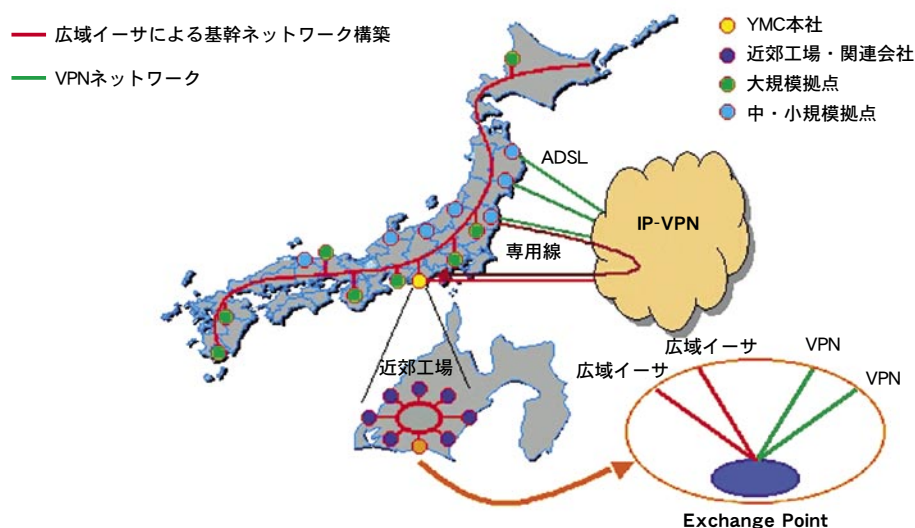 広域イーサによる基幹ネットワーク構築
VPNネットワーク
YMC本社
近郊工場・関連会社
大規模拠点
中・小規模拠点
ADSL
IP-VPN
専用線
近郊工場
広域イーサ
広域イーサ
VPN
VPN
Exchange Point